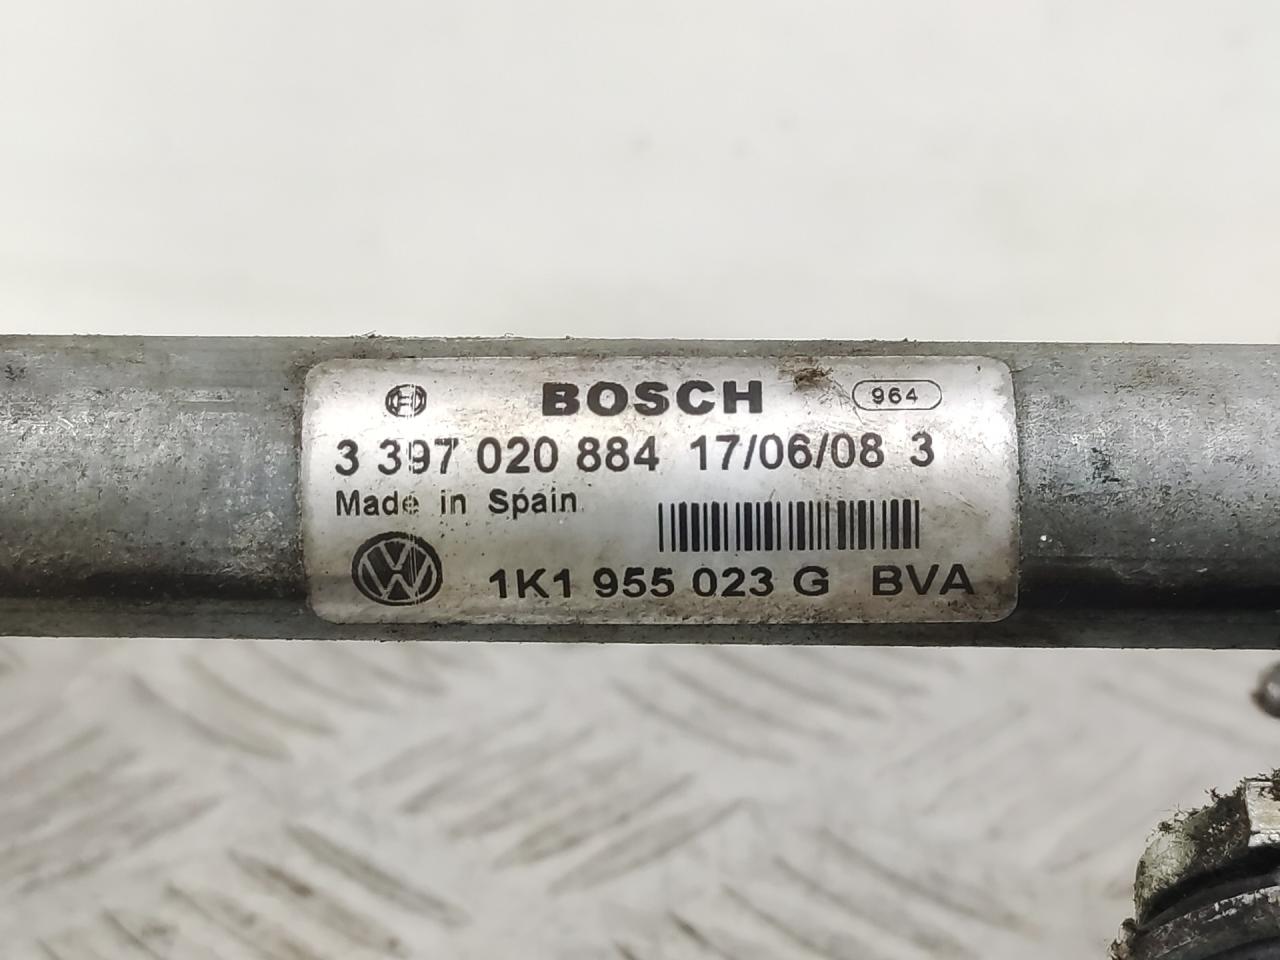 BOSCH 964
3 397 020 884 17/06/08 3
Made in Spain
1K1 955 023 G BVA